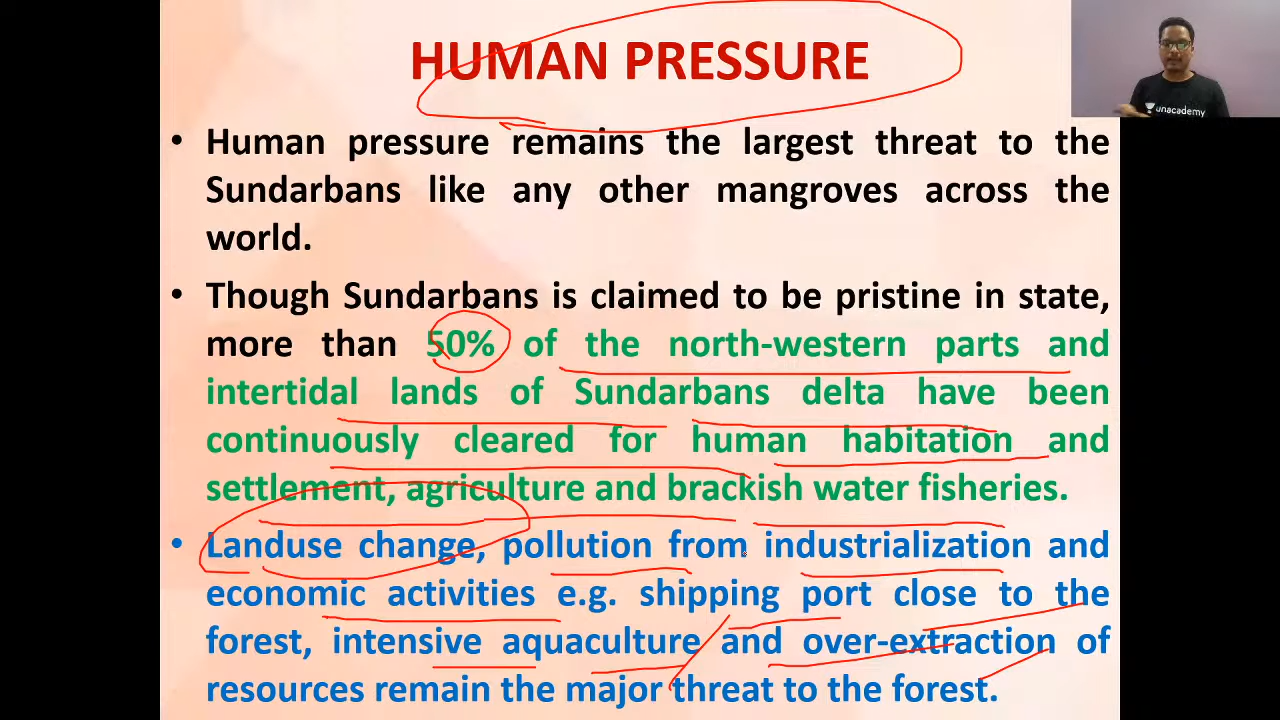 HUMAN PRESSURE
unacademy
• Human pressure remains the largest threat to the
Sundarbans like any other mangroves across the
world.
• Though Sundarbans is claimed to be pristine in state,
more than 50% of the north-western parts and
intertidal lands of Sundarbans delta have been
continuously cleared for human habitation and
settlement, agriculture and brackish water fisheries.
• Landuse change, pollution from industrialization and
economic activities e.g. shipping port close to the
forest, intensive aquaculture and over-extraction of
resources remain the major threat to the forest.